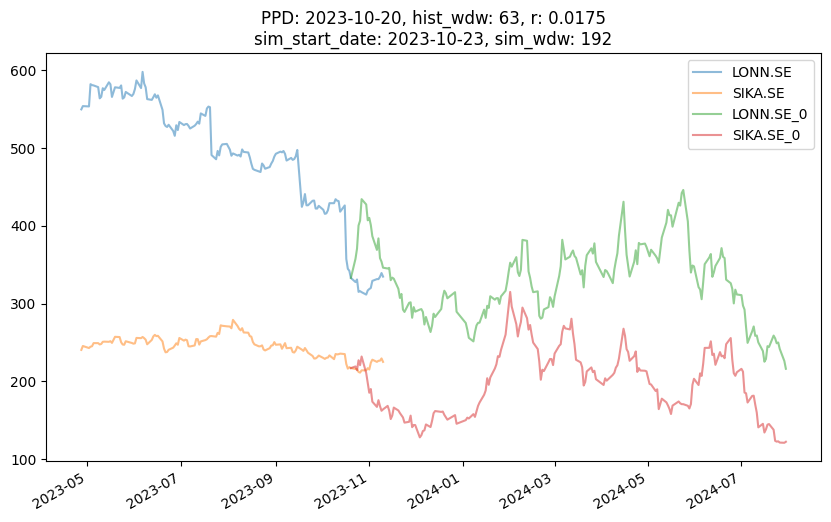 PPD: 2023-10-20, hist_wdw: 63, r: 0.0175
sim_start_date: 2023-10-23, sim_wdw: 192
LONN.SE
SIKA.SE
LONN.SE_0
SIKA.SE_0
600
500
400
300
200
100
2023-05
2023-07
2023-09
2023-11
2024-01
2024-03
2024-05
2024-07